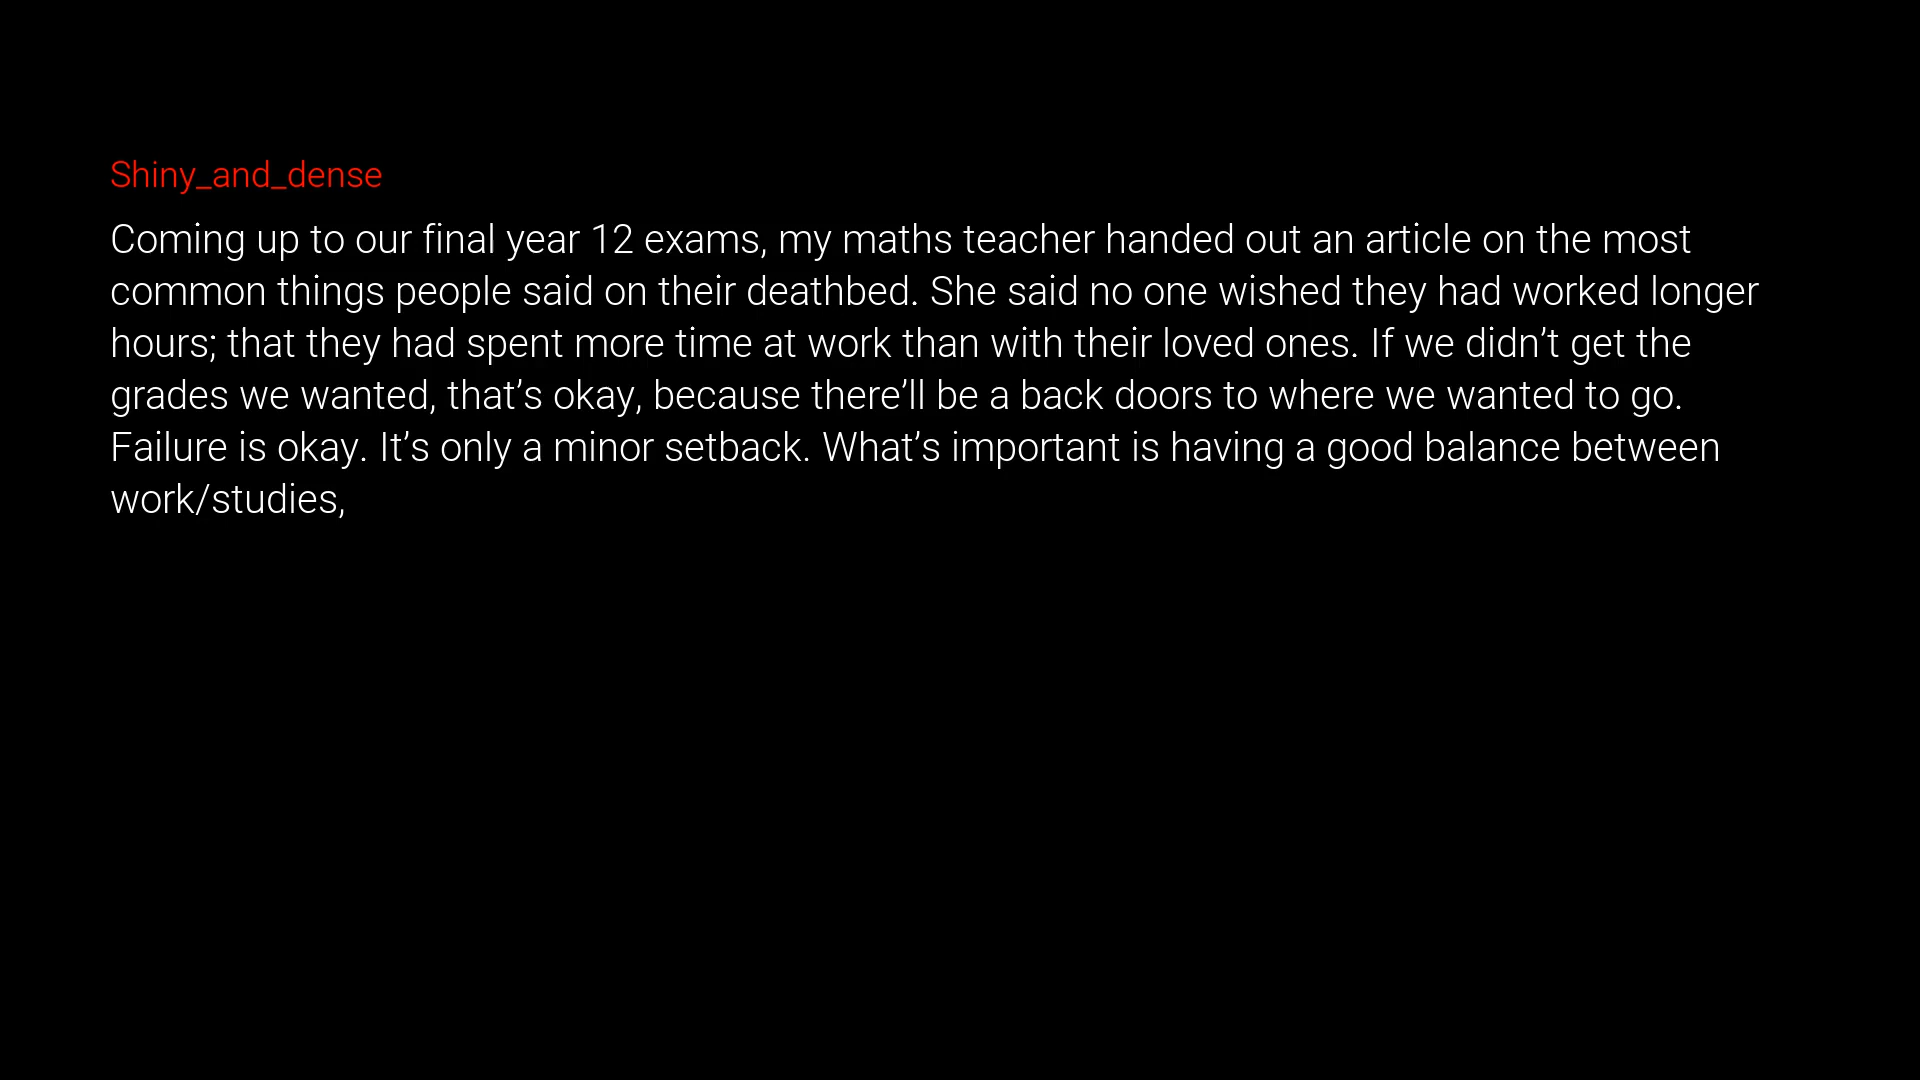 Shiny_and_dense
Coming up to our final year 12 exams, my maths teacher handed out an article on the most
common things people said on their deathbed. She said no one wished they had worked longer
hours; that they had spent more time at work than with their loved ones. If we didn’t get the
grades we wanted, that’s okay, because there’ll be a back doors to where we wanted to go.
Failure is okay. It’s only a minor setback. What’s important is having a good balance between
work/studies,